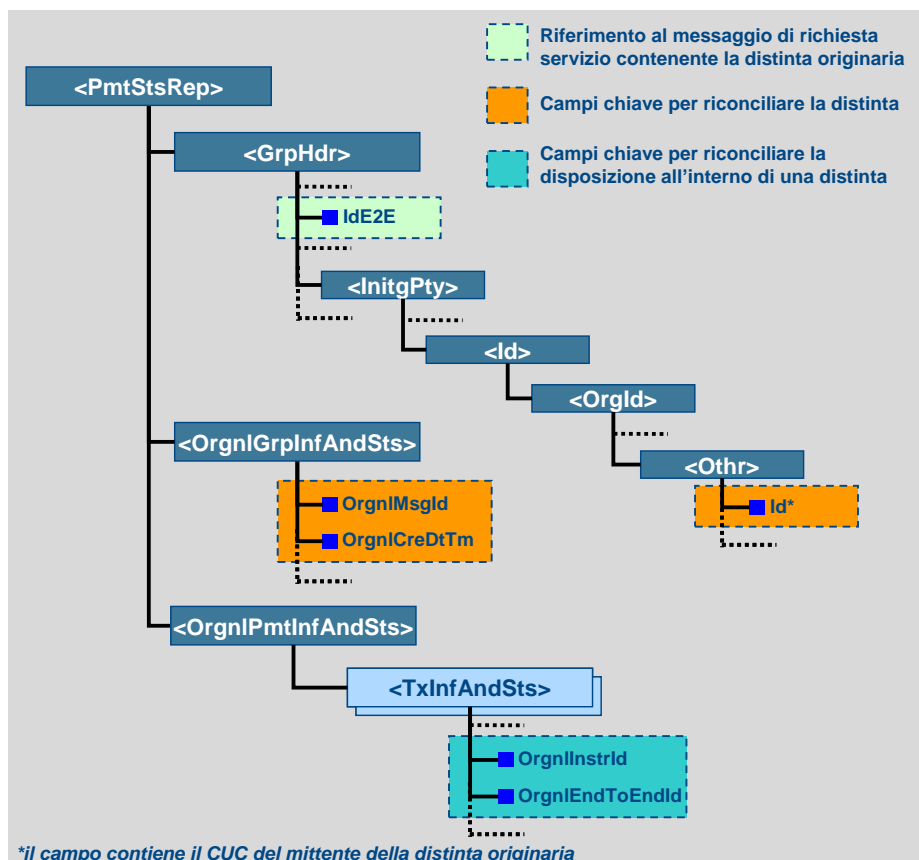 Riferimento al messaggio di richiesta
servizio contenente la distinta originaria
<PmtStsRep>
Campi chiave per riconciliare la distinta
<GrpHdr>
Campi chiave per riconciliare la
disposizione all'interno di una distinta
IdE2E
<InitgPty>
<Id>
<OrgId>
<OrgnlGrpInfAndSts>
<Othr>
OrgnlMsgId
Id*
OrgnlCreDtTm
<OrgnlPmtInfAndSts>
<TxInfAndSts>
OrgnlInstrId
OrgnlEndToEndId
*il campo contiene il CUC del mittente della distinta originaria